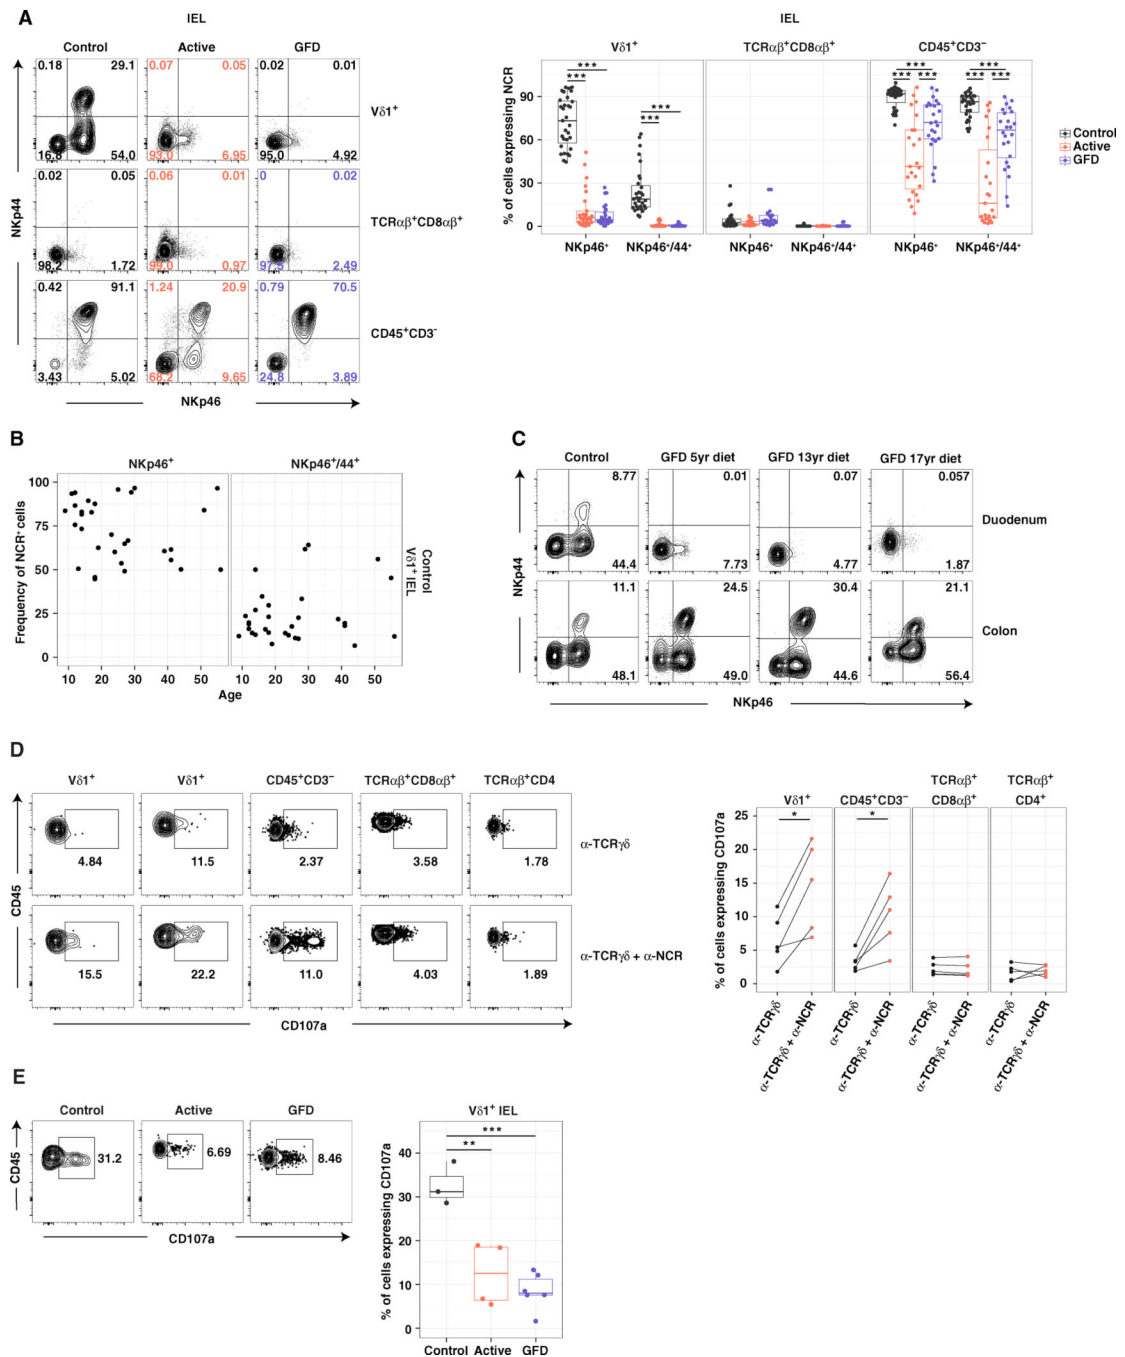 A
IEL
Control Active GFD
0.18 29.1 0.07 0.05 0.02 0.01
Vδ1⁺
16.8 54.0 93.0 6.95 95.0 4.92
0.02 0.05 0.06 0.01 0 0.02
TCRαβ⁺CD8αβ⁺
98.2 1.72 99.0 0.97 97.5 2.49
0.42 91.1 1.24 20.9 0.79 70.5
CD45⁺CD3⁻
3.43 5.02 68.2 9.65 24.8 3.89
NKp44
NKp46
IEL
Vδ1⁺ TCRαβ⁺CD8αβ⁺ CD45⁺CD3⁻
% of cells expressing NCR
90
60
30
0
*** *** *** ***
*** *** *** *** *** ***
NKp46⁺ NKp46⁺/44⁺ NKp46⁺ NKp46⁺/44⁺ NKp46⁺ NKp46⁺/44⁺
Control
Active
GFD
B
NKp46⁺ NKp46⁺/44⁺
Frequency of NCR⁺ cells
100
75
50
25
0
10 20 30 40 50 10 20 30 40 50
Age
Control
Vδ1⁺ IEL
C
Control GFD 5yr diet GFD 13yr diet GFD 17yr diet
8.77 0.01 0.07 0.057
Duodenum
44.4 7.73 4.77 1.87
11.1 24.5 30.4 21.1
Colon
48.1 49.0 44.6 56.4
NKp44
NKp46
D
Vδ1⁺ Vδ1⁺ CD45⁺CD3⁻ TCRαβ⁺CD8αβ⁺ TCRαβ⁺CD4
α-TCRγδ
4.84 11.5 2.37 3.58 1.78
α-TCRγδ + α-NCR
15.5 22.2 11.0 4.03 1.89
CD45
CD107a
Vδ1⁺ CD45⁺CD3⁻ TCRαβ⁺ CD8αβ⁺ TCRαβ⁺ CD4⁺
% of cells expressing CD107a
25
20
15
10
5
0
* *
α-TCRγδ α-TCRγδ + α-NCR α-TCRγδ α-TCRγδ + α-NCR α-TCRγδ α-TCRγδ + α-NCR α-TCRγδ α-TCRγδ + α-NCR
E
Control Active GFD
31.2 6.69 8.46
CD45
CD107a
Vδ1⁺ IEL
% of cells expressing CD107a
***
**
40
30
20
10
0
Control Active GFD